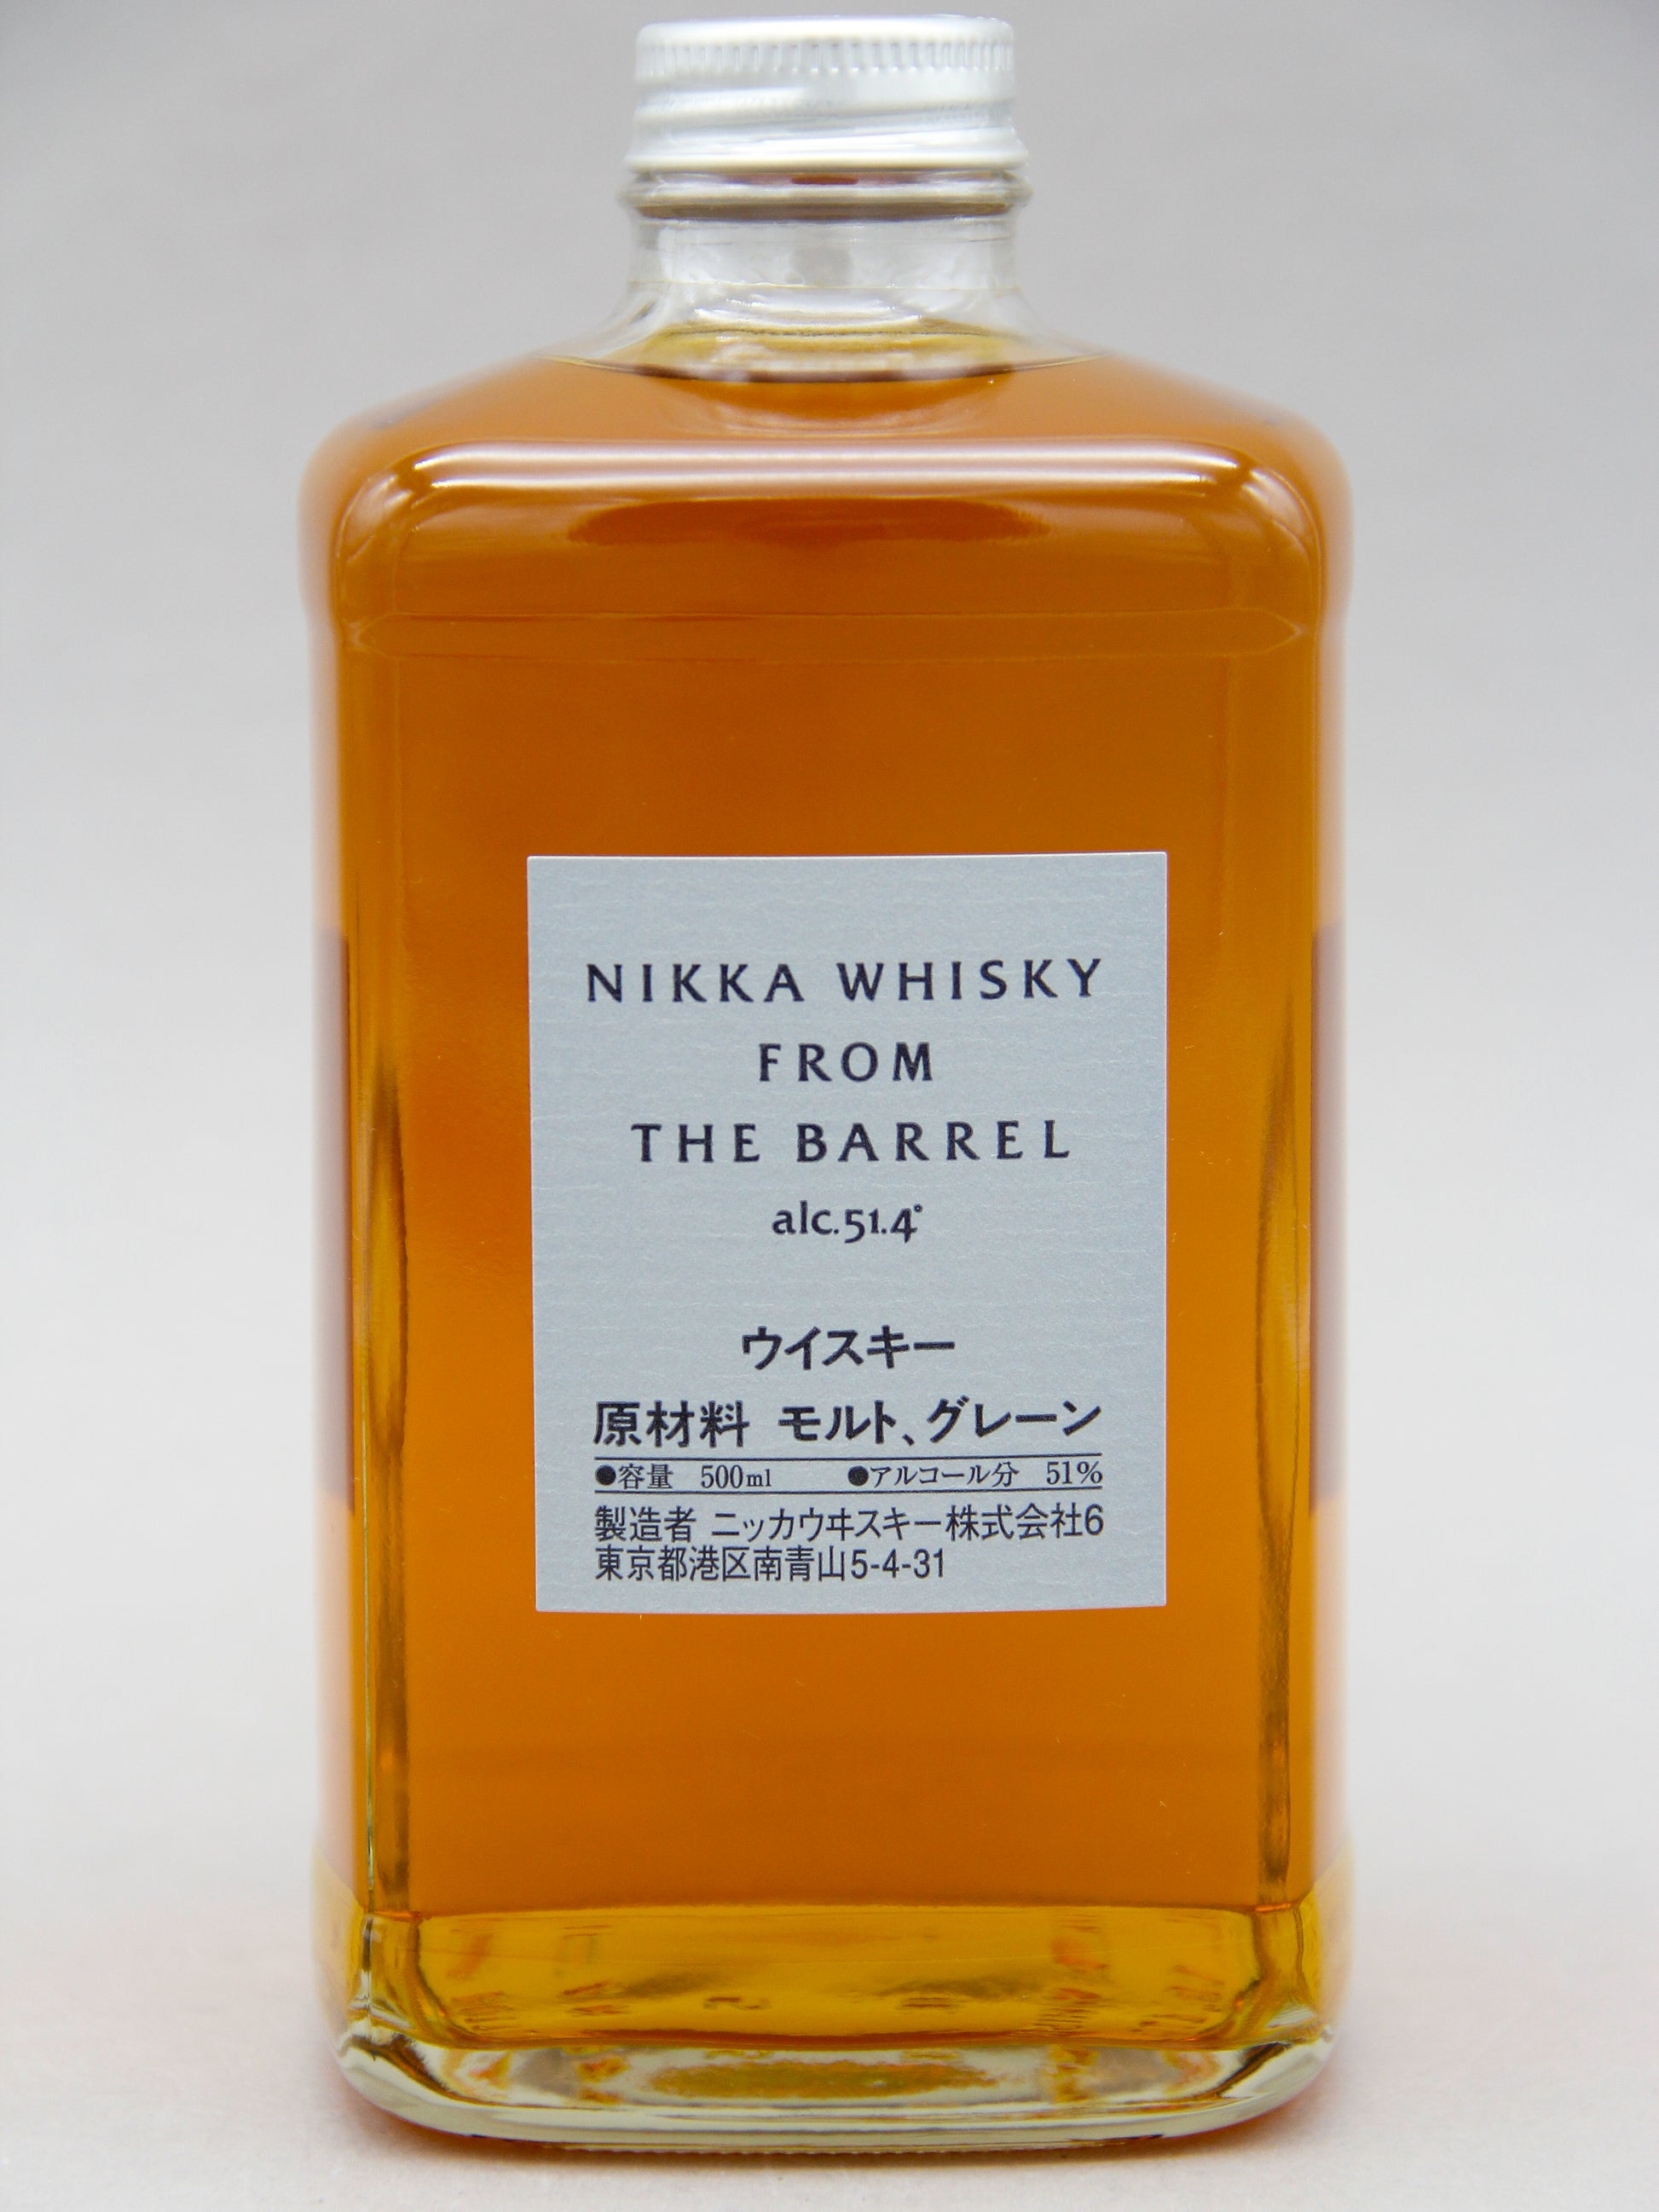 NIKKA WHISKY
FROM
THE BARREL
alc.51.4°
ウイスキー
原材料 モルト、グレーン
●容量 500ml ●アルコール分 51%
製造者 ニッカウヰスキー株式会社6
東京都港区南青山5-4-31